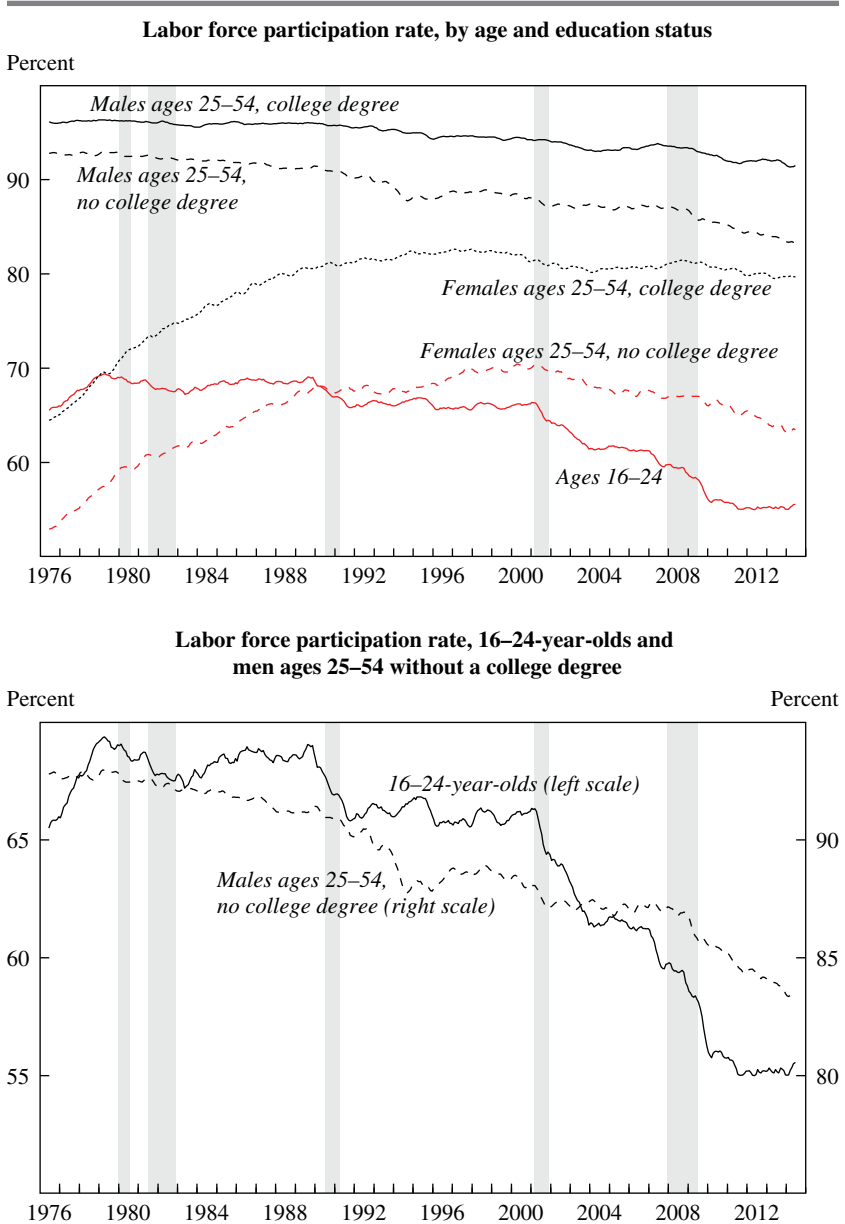 Labor force participation rate, by age and education status
Percent
Males ages 25–54, college degree
90
Males ages 25–54,
no college degree
80
Females ages 25–54, college degree
Females ages 25–54, no college degree
70
60
Ages 16–24
1976 1980 1984 1988 1992 1996 2000 2004 2008 2012
Labor force participation rate, 16–24-year-olds and
men ages 25–54 without a college degree
Percent Percent
16–24-year-olds (left scale)
65 90
Males ages 25–54,
no college degree (right scale)
60 85
55 80
1976 1980 1984 1988 1992 1996 2000 2004 2008 2012